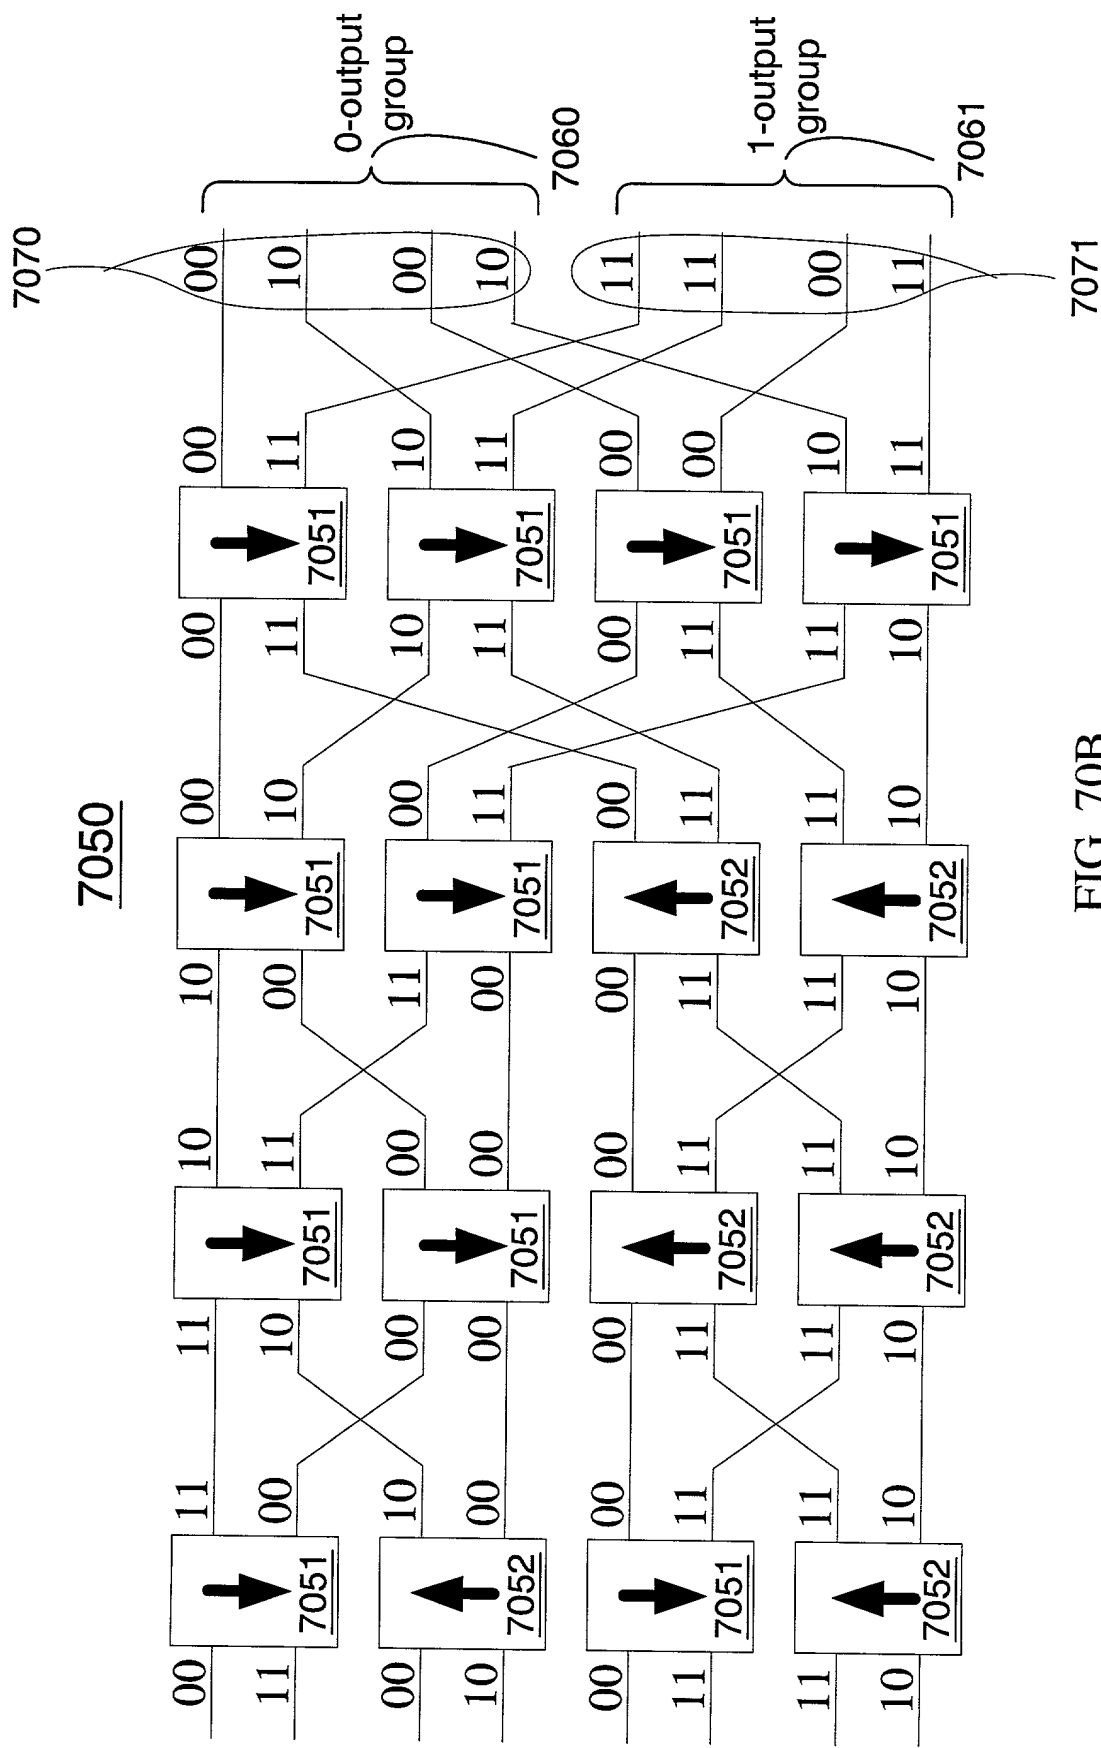 7070
7050
00 11 11 10 10 00 00 00 00
11 00 10 11 00 10 11 11 10
7051 7051 7051 7051
0-output
group
00 10 00 00 11 00 10 10 00
10 00 00 00 00 11 11 11 10
7052 7051 7051 7051
7060
00 00 00 00 00 00 00 00 11
11 11 11 11 11 11 11 00 11
7051 7052 7052 7051
1-output
group
11 11 11 11 11 11 11 10 00
10 10 10 10 10 10 10 11 11
7052 7052 7052 7051
7061
7071
FIG. 70B